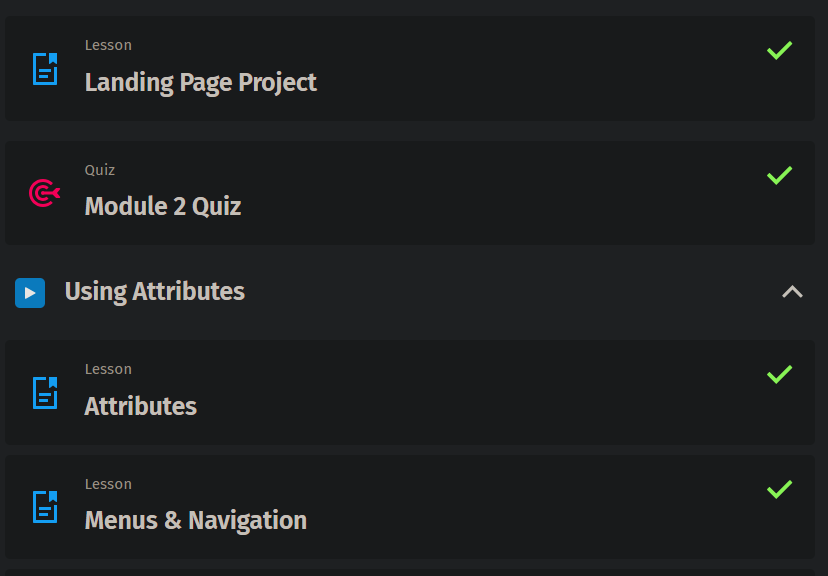 Lesson
Landing Page Project
Quiz
Module 2 Quiz
Using Attributes
Lesson
Attributes
Lesson
Menus & Navigation